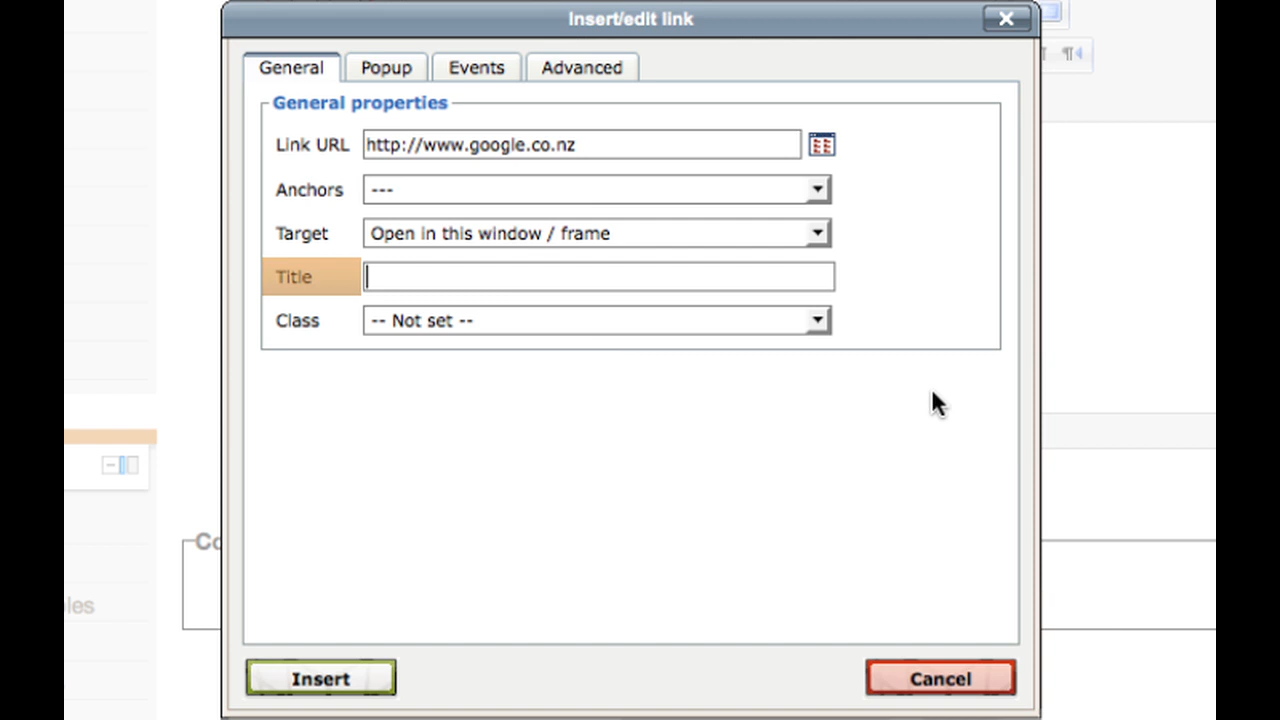 Insert/edit link
General Popup Events Advanced
General properties
Link URL http://www.google.co.nz
Anchors ---
Target Open in this window / frame
Title
Class -- Not set --
Insert Cancel